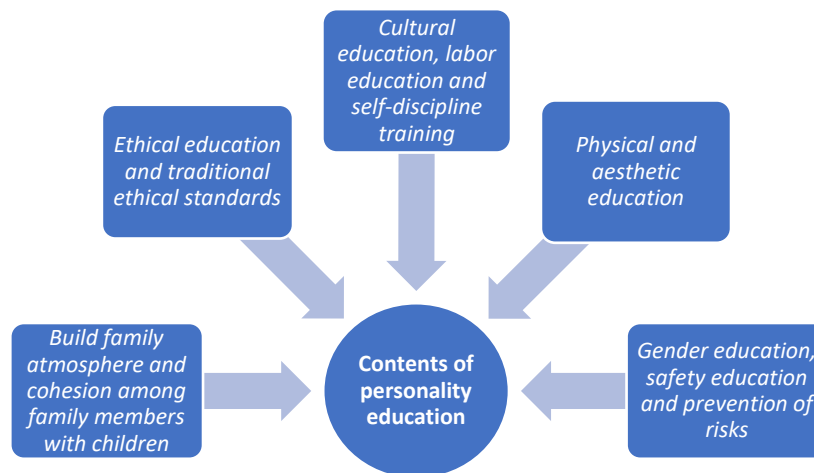 Cultural
education, labor
education and
self-discipline
training
Ethical education
and traditional
ethical standards
Physical and
aesthetic
education
Build family
atmosphere and
cohesion among
family members
with children
Contents of
personality
education
Gender education,
safety education
and prevention of
risks